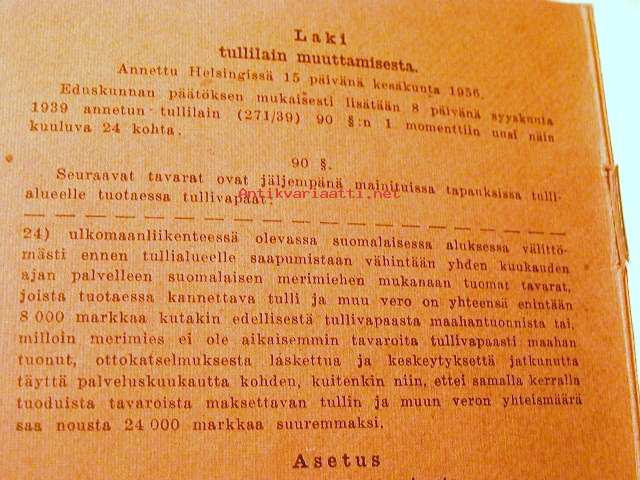 Laki
tullilain muuttamisesta.
Annettu Helsingissä 15 päivänä kesäkuuta 1956.
Eduskunnan päätöksen mukaisesti lisätään 8 päivänä syyskuuta
1939 annetun tullilain (271/39) 90 §:n 1 momenttiin uusi näin
kuuluva 24 kohta.
90 §.
Seuraavat tavarat ovat jäljempänä mainituissa tapauksissa tulli-
alueelle tuotaessa tullivapaat:
Antikvariaatti.net
24) ulkomaanliikenteessä olevassa suomalaisessa aluksessa välittö-
mästi ennen tullialueelle saapumistaan vähintään yhden kuukauden
ajan palvelleen suomalaisen merimiehen mukanaan tuomat tavarat,
joista tuotaessa kannettava tulli ja muu vero on yhteensä enintään
8 000 markkaa kutakin edellisestä tullivapaasta maahantuonnista tai,
milloin merimies ei ole aikaisemmin tavaroita tullivapaasti maahan
tuonut, ottokatselmuksesta laskettua ja keskeytyksettä jatkunutta
täyttä palveluskuukautta kohden, kuitenkin niin, ettei samalla kerralla
tuoduista tavaroista maksettavan tullin ja muun veron yhteismäärä
saa nousta 24 000 markkaa suuremmaksi.
Asetus